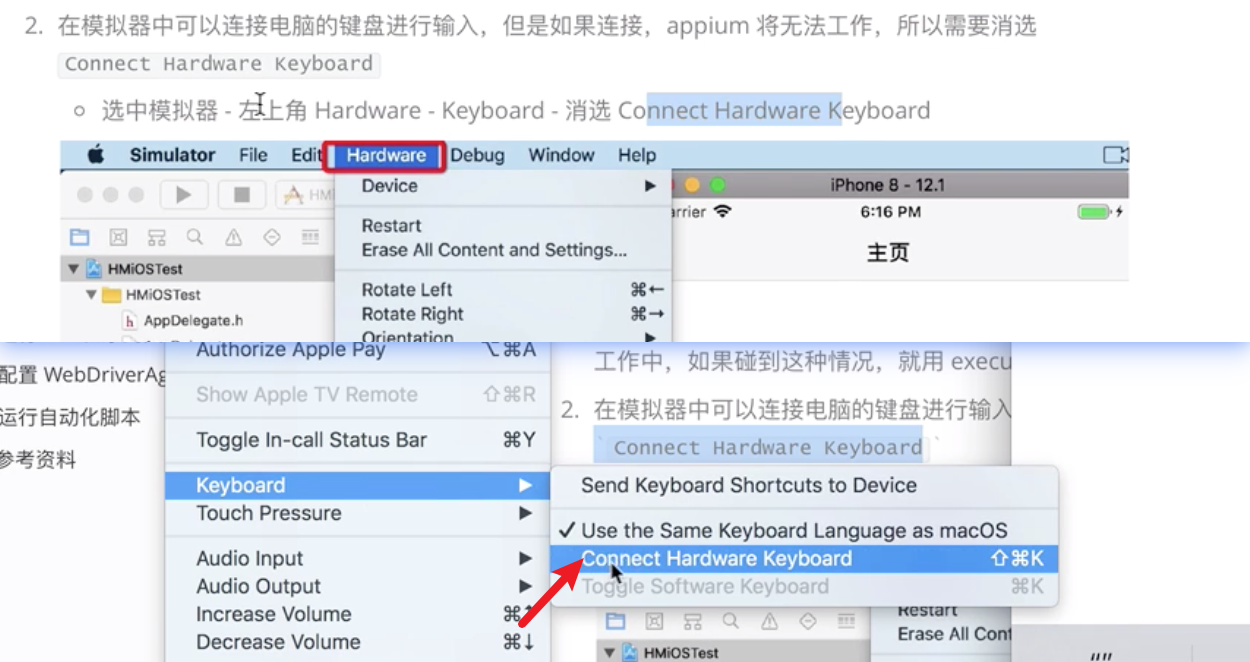 2. 在模拟器中可以连接电脑的键盘进行输入，但是如果连接，appium 将无法工作，所以需要消选
Connect Hardware Keyboard
选中模拟器 - 左上角 Hardware - Keyboard - 消选 Connect Hardware Keyboard
Simulator File Edit Hardware Debug Window Help
Device
iPhone 8 - 12.1
HM
arrier 6:16 PM
Restart
主页
Erase All Content and Settings...
HMiOSTest
Rotate Left ⌘←
HMiOSTest
Rotate Right ⌘→
AppDelegate.h
Orientation
Authorize Apple Pay ⌥⌘A
工作中，如果碰到这种情况，就用 execu
配置 WebDriverAg
Show Apple TV Remote ⇧⌘R
2. 在模拟器中可以连接电脑的键盘进行输入
运行自动化脚本
Toggle In-call Status Bar ⌘Y
` Connect Hardware Keyboard `
参考资料
Keyboard
Send Keyboard Shortcuts to Device
Touch Pressure
✓ Use the Same Keyboard Language as macOS
Audio Input
Connect Hardware Keyboard ⇧⌘K
Audio Output
Toggle Software Keyboard ⌘K
Increase Volume ⌘↑
Restart
Decrease Volume ⌘↓
Erase All Cont
HMiOSTest